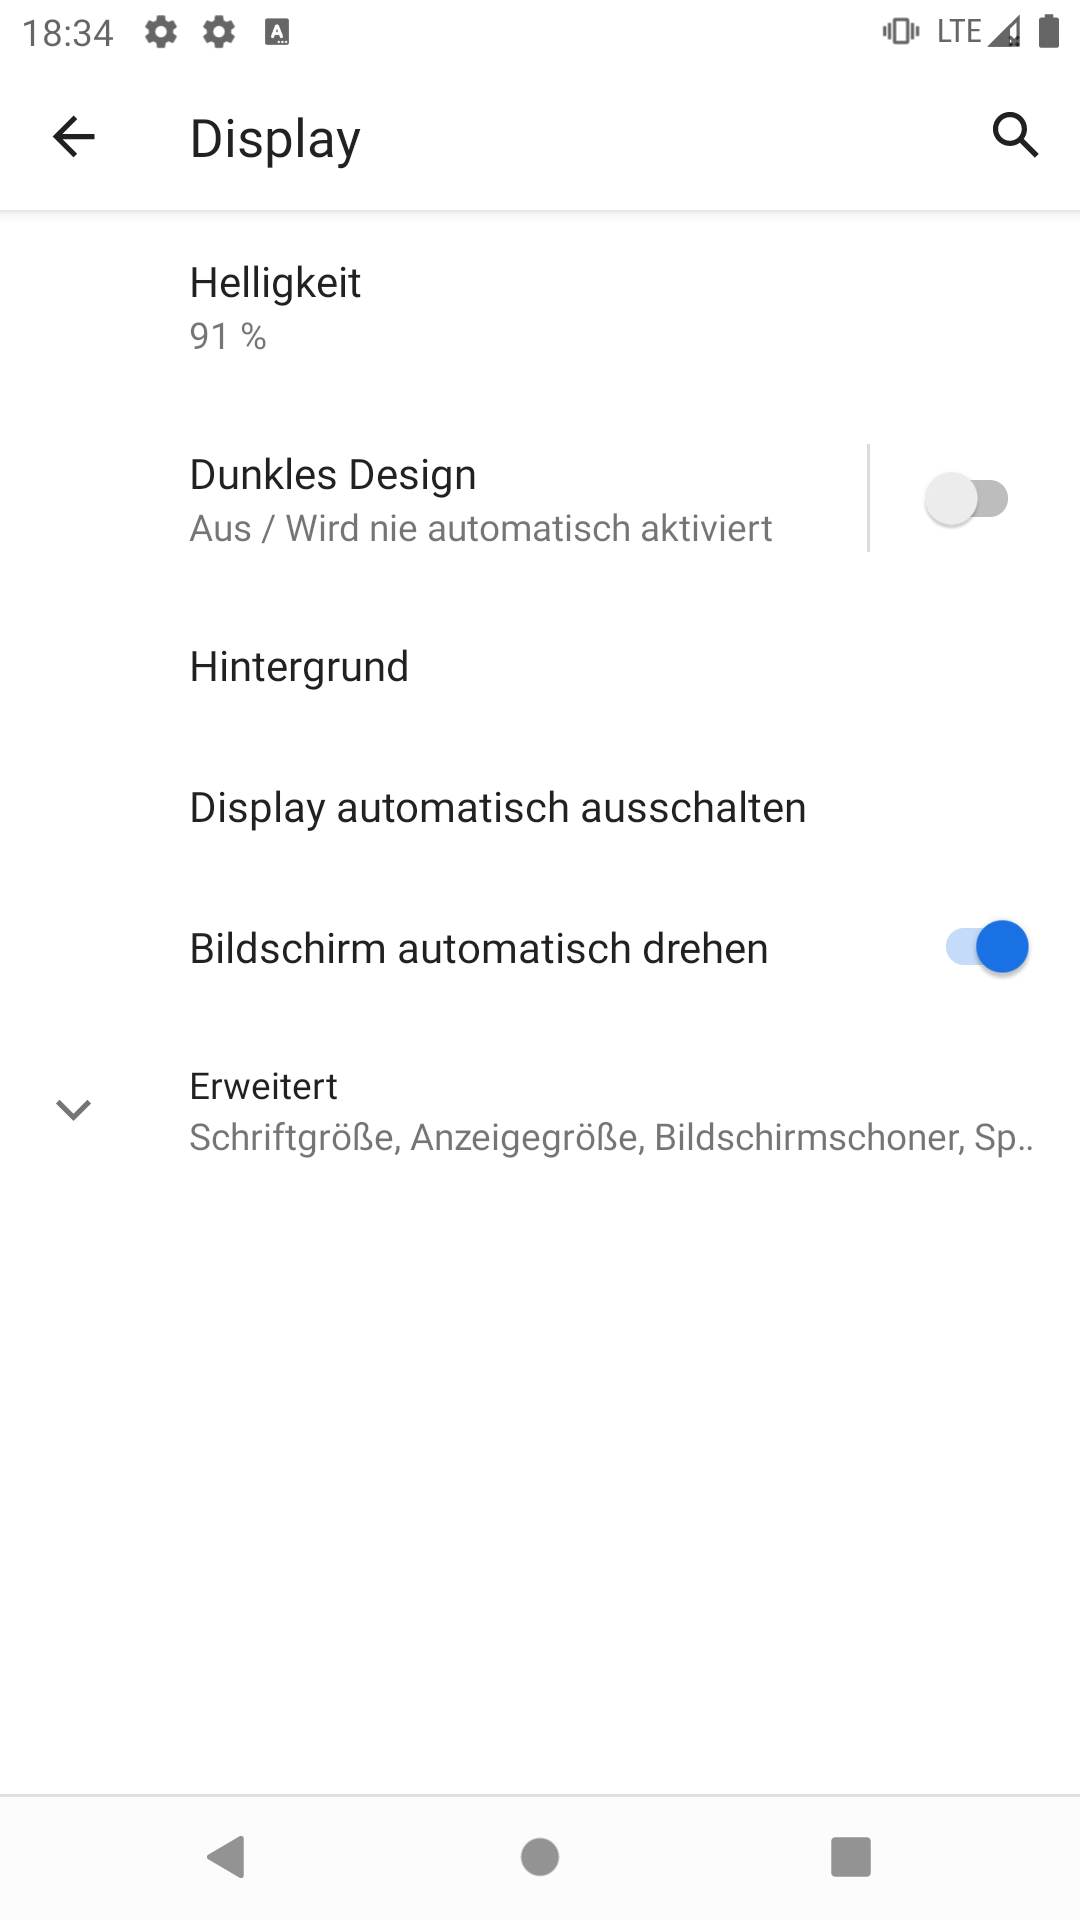 18:34 LTE
Display
Helligkeit
91 %
Dunkles Design
Aus / Wird nie automatisch aktiviert
Hintergrund
Display automatisch ausschalten
Bildschirm automatisch drehen
Erweitert
Schriftgröße, Anzeigegröße, Bildschirmschoner, Sp..